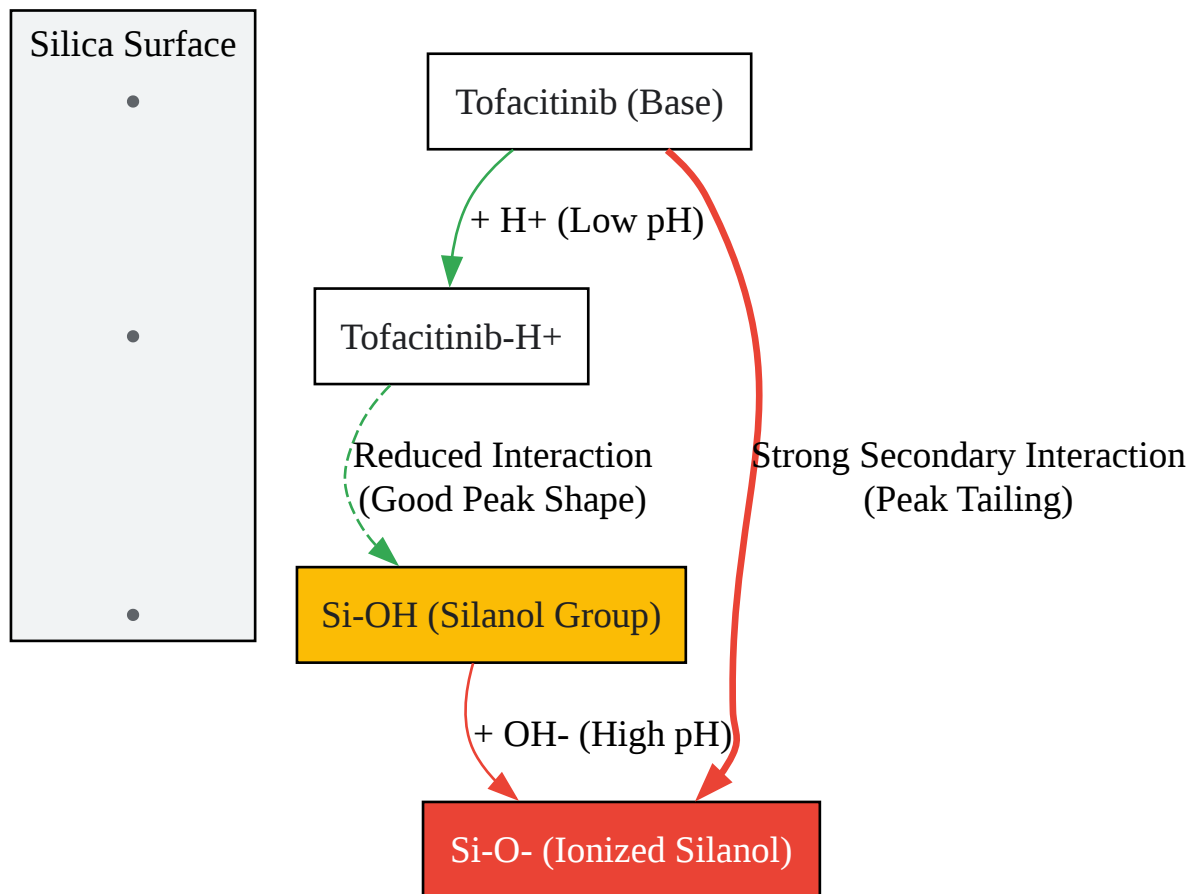 Silica Surface
Tofacitinib (Base)
+ H+ (Low pH)
Tofacitinib-H+
Reduced Interaction
(Good Peak Shape)
Strong Secondary Interaction
(Peak Tailing)
Si-OH (Silanol Group)
+ OH- (High pH)
Si-O- (Ionized Silanol)